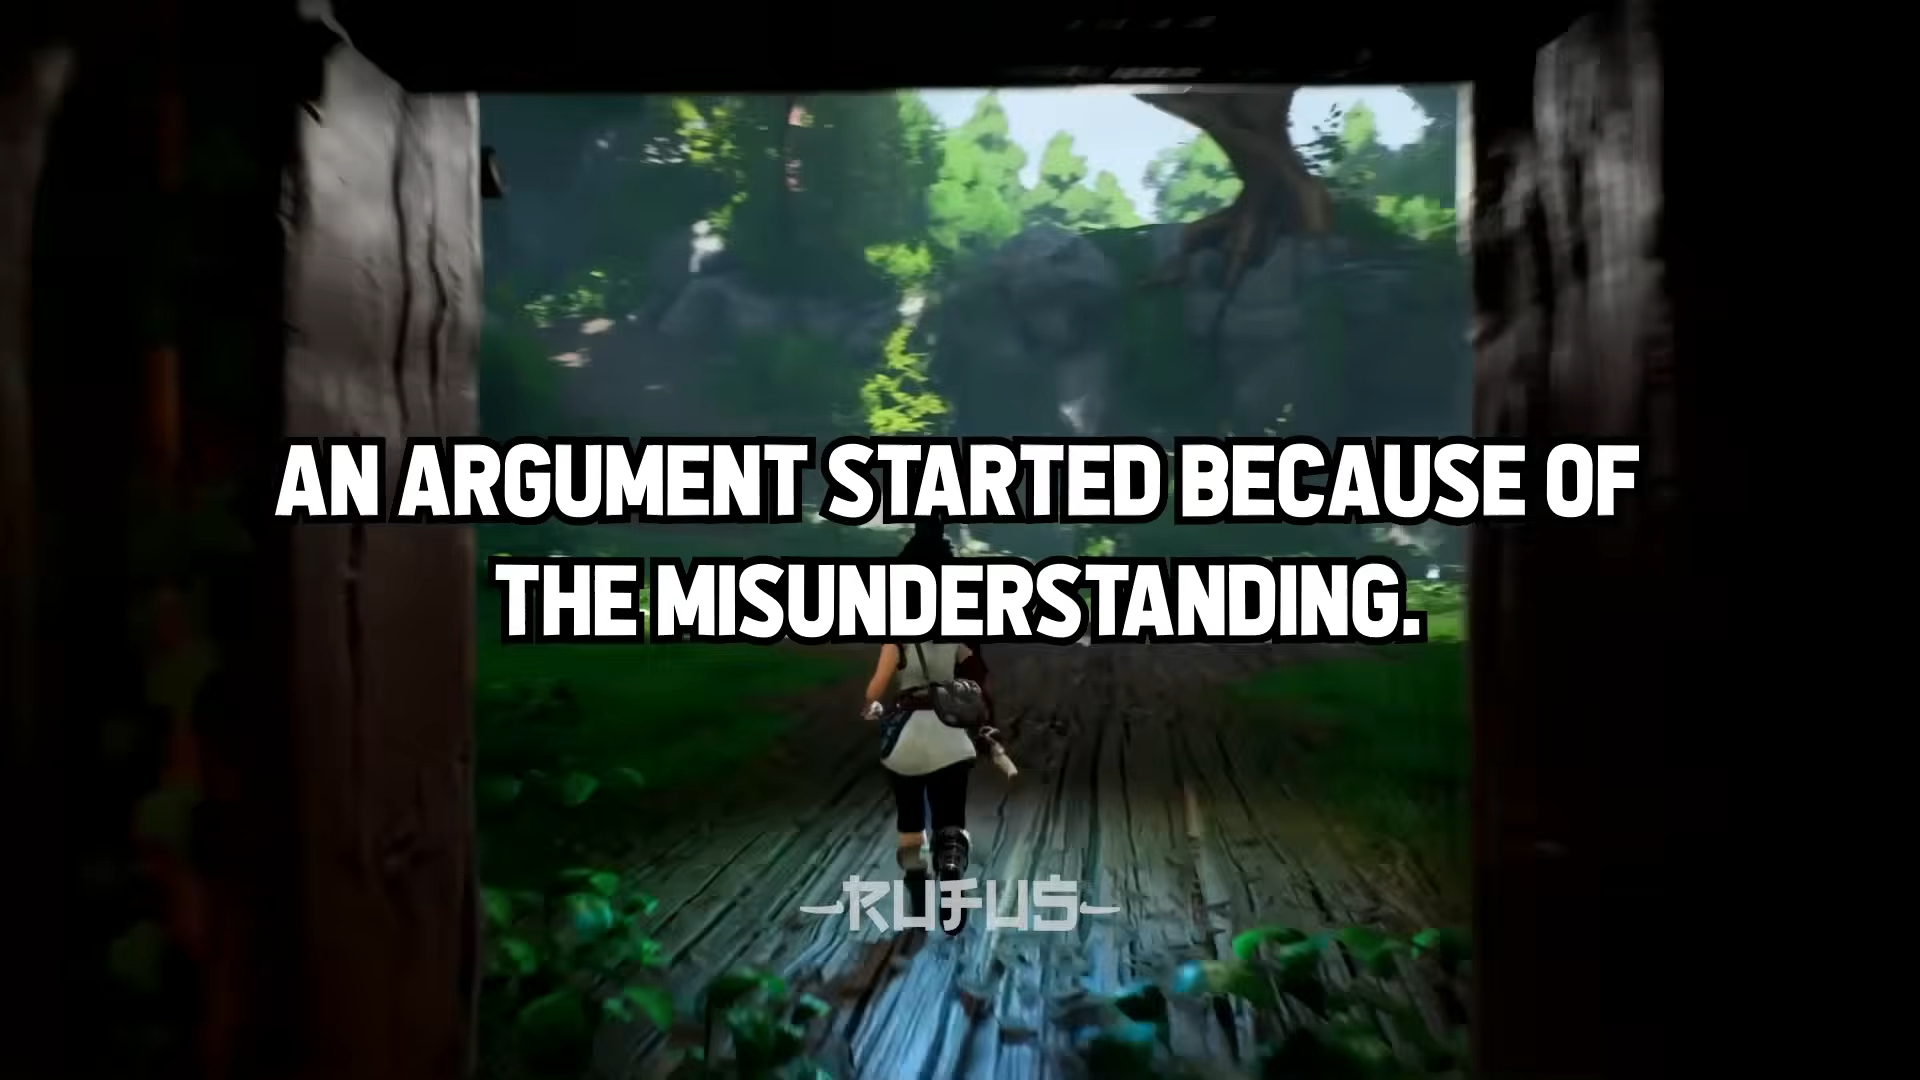 AN ARGUMENT STARTED BECAUSE OF
THE MISUNDERSTANDING.
RUFUS